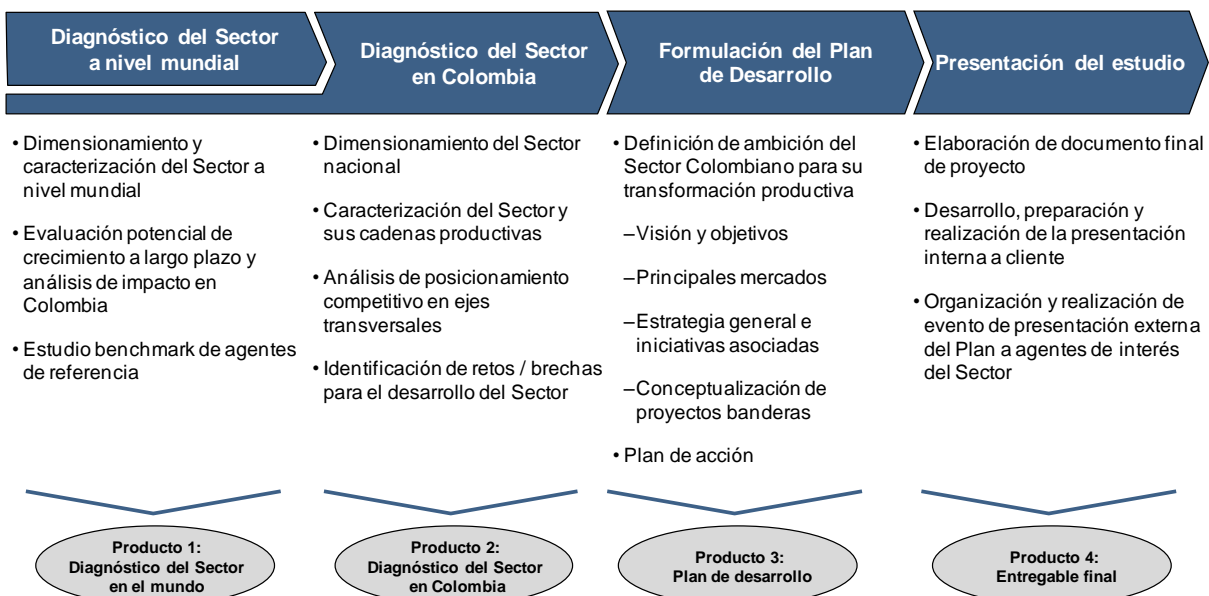 Diagnóstico del Sector
a nivel mundial
Diagnóstico del Sector
en Colombia
Formulación del Plan
de Desarrollo
Presentación del estudio
• Dimensionamiento y
caracterización del Sector a
nivel mundial
• Evaluación potencial de
crecimiento a largo plazo y
análisis de impacto en
Colombia
• Estudio benchmark de agentes
de referencia
• Dimensionamiento del Sector
nacional
• Caracterización del Sector y
sus cadenas productivas
• Análisis de posicionamiento
competitivo en ejes
transversales
• Identificación de retos / brechas
para el desarrollo del Sector
• Definición de ambición del
Sector Colombiano para su
transformación productiva
–Visión y objetivos
–Principales mercados
–Estrategia general e
iniciativas asociadas
–Conceptualización de
proyectos banderas
• Plan de acción
• Elaboración de documento final
de proyecto
• Desarrollo, preparación y
realización de la presentación
interna a cliente
• Organización y realización de
evento de presentación externa
del Plan a agentes de interés
del Sector
Producto 1:
Diagnóstico del Sector
en el mundo
Producto 2:
Diagnóstico del Sector
en Colombia
Producto 3:
Plan de desarrollo
Producto 4:
Entregable final